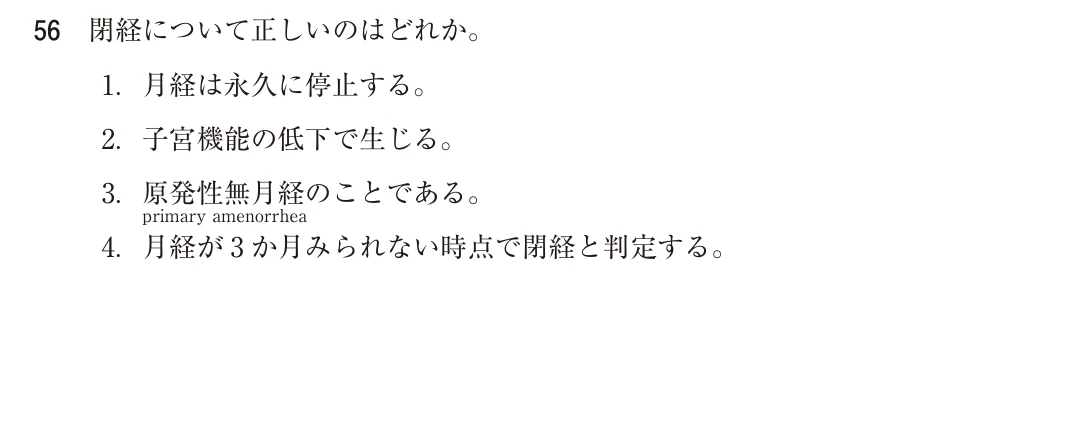 56 閉経について正しいのはどれか。
1. 月経は永久に停止する。
2. 子宮機能の低下で生じる。
3. 原発性無月経のことである。
primary amenorrhea
4. 月経が3か月みられない時点で閉経と判定する。